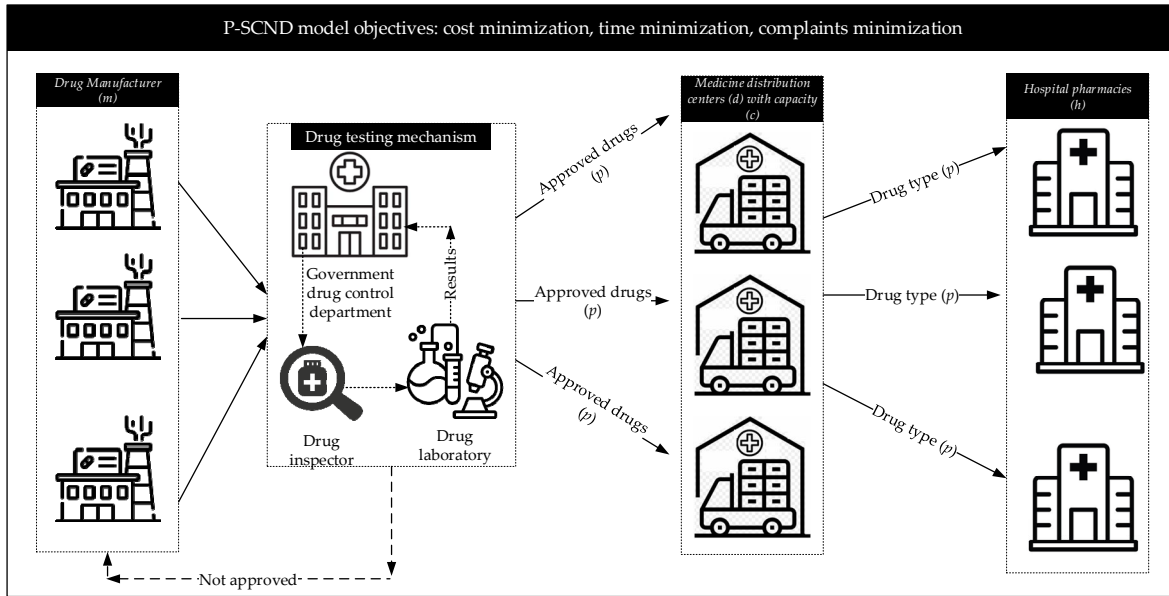 P-SCND model objectives: cost minimization, time minimization, complaints minimization
Drug Manufacturer
(m)
Drug testing mechanism
Government
drug control
department
Results
Drug
inspector
Drug
laboratory
Not approved
Approved drugs
(p)
Approved drugs
(p)
Approved drugs
(p)
Medicine distribution
centers (d) with capacity
(c)
Drug type (p)
Drug type (p)
Drug type (p)
Hospital pharmacies
(h)